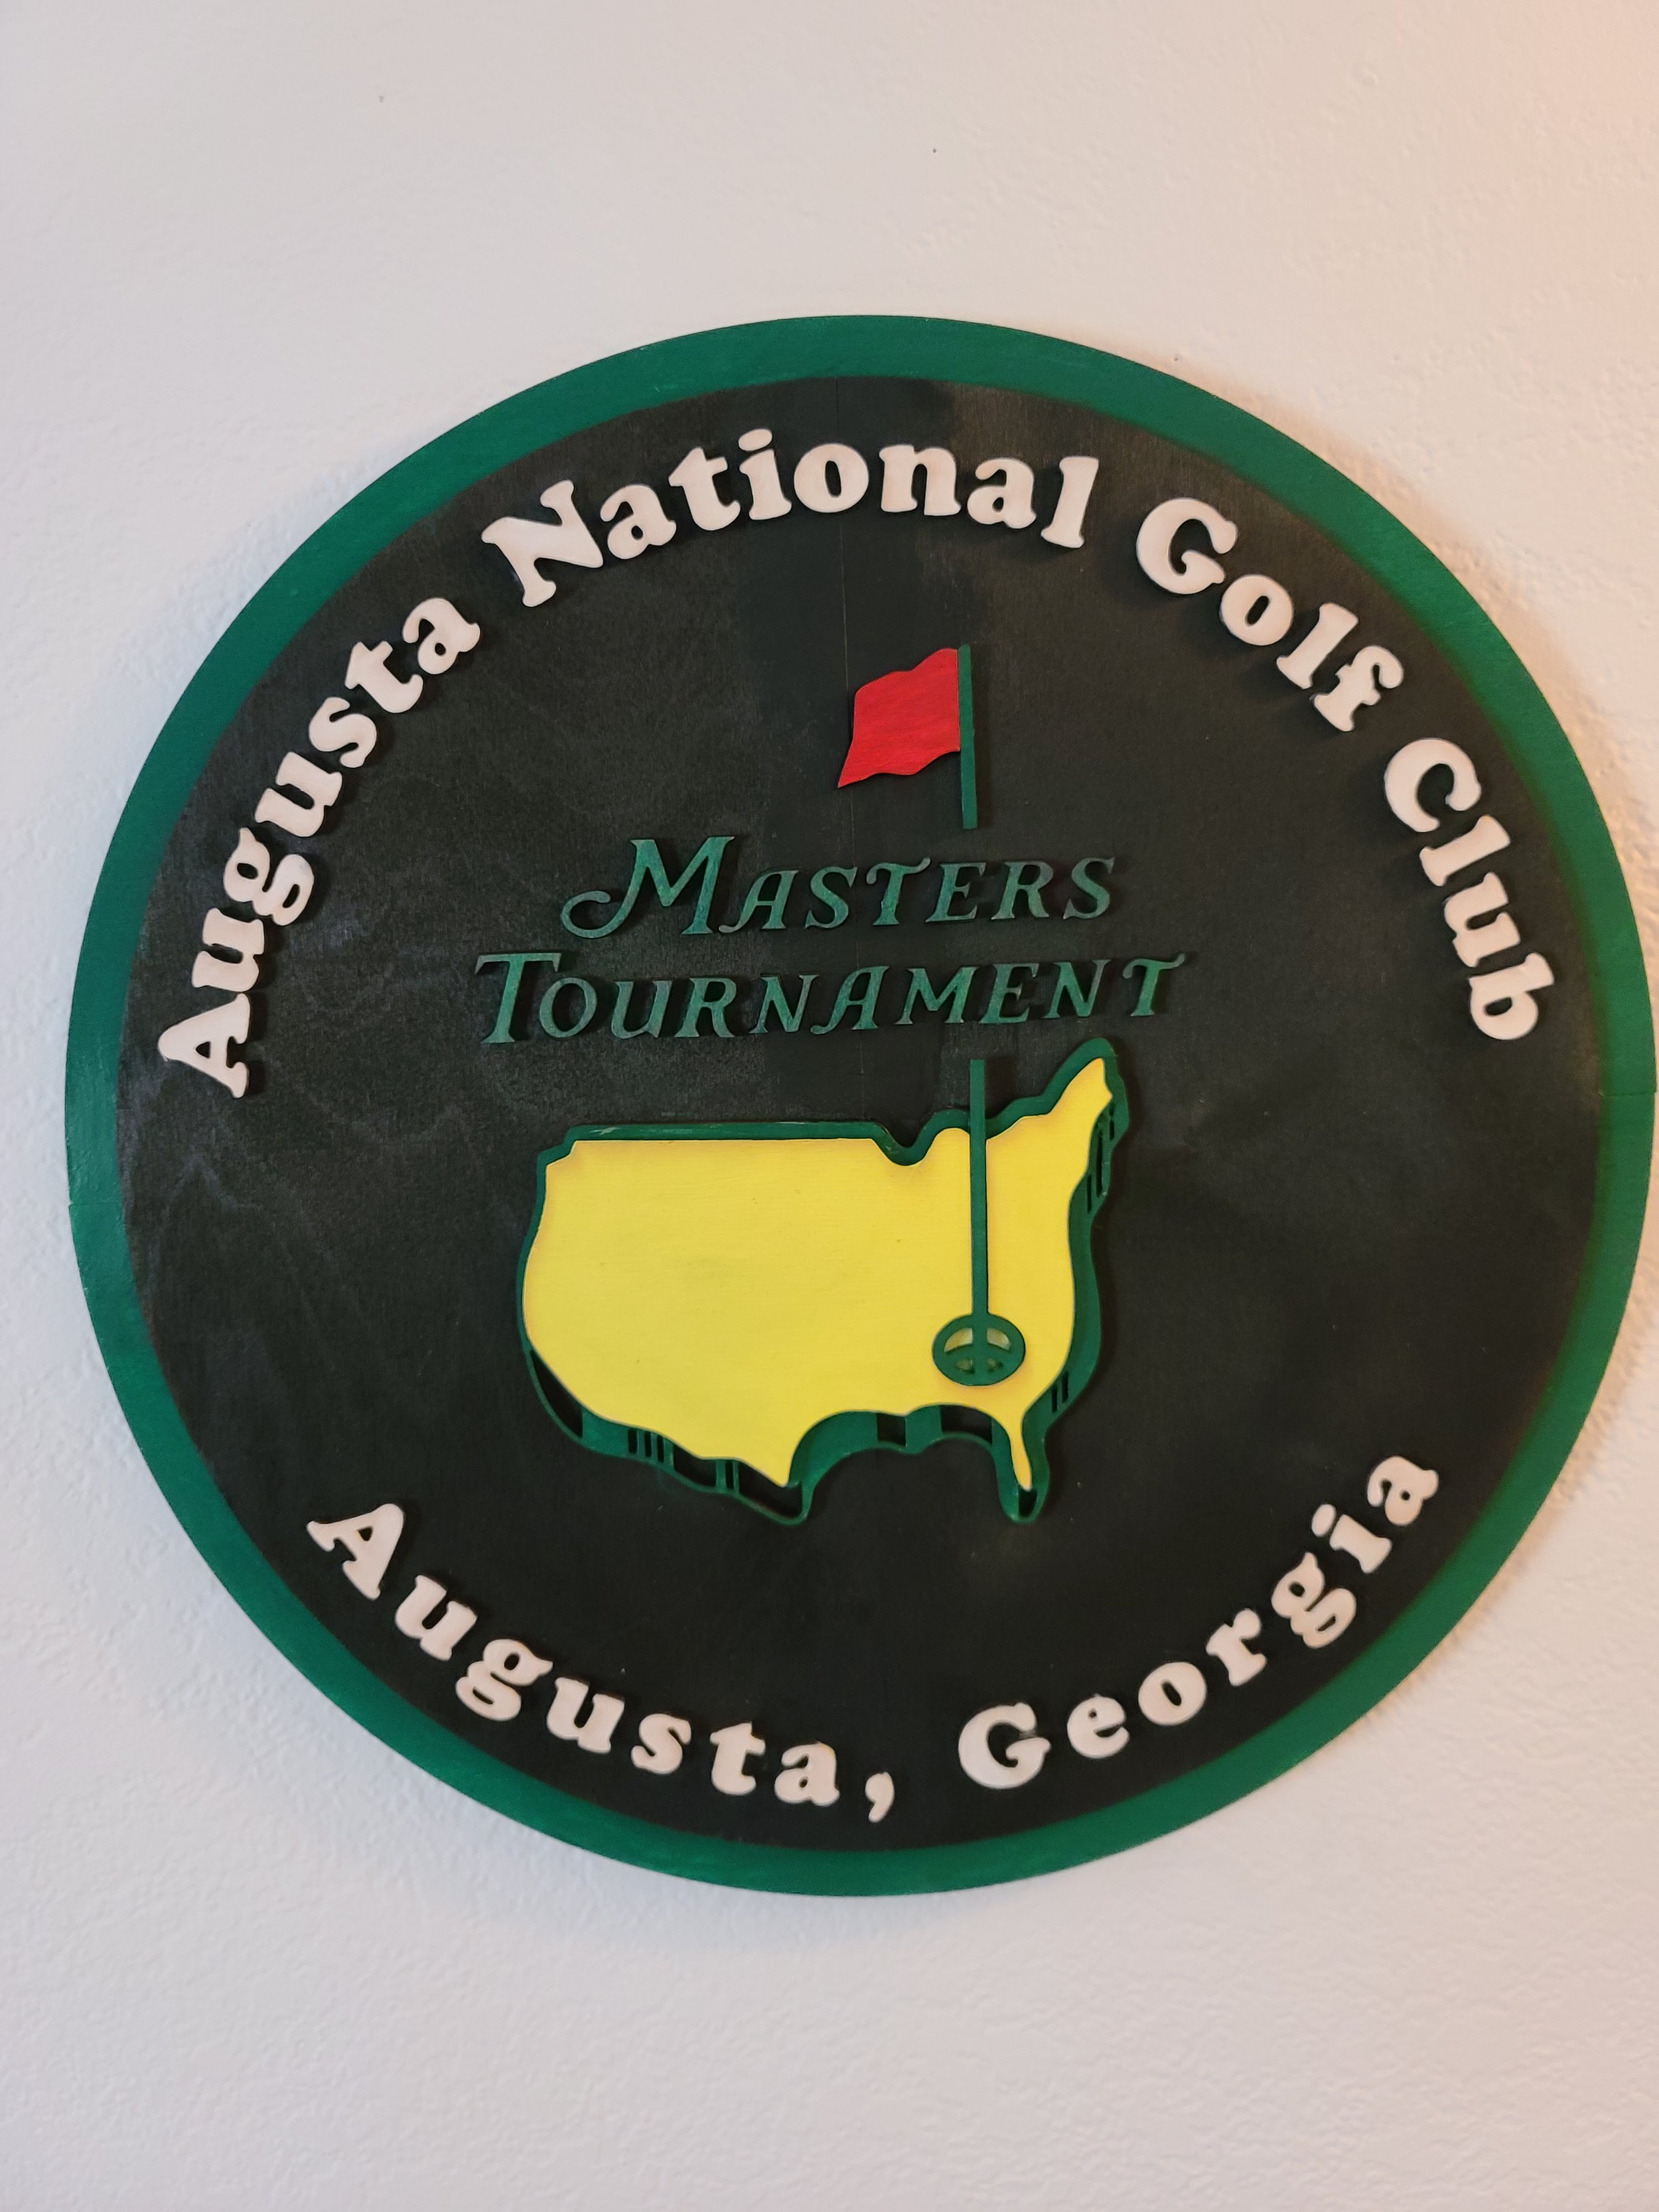 Augusta National Golf Club
MASTERS
TOURNAMENT
Augusta, Georgia